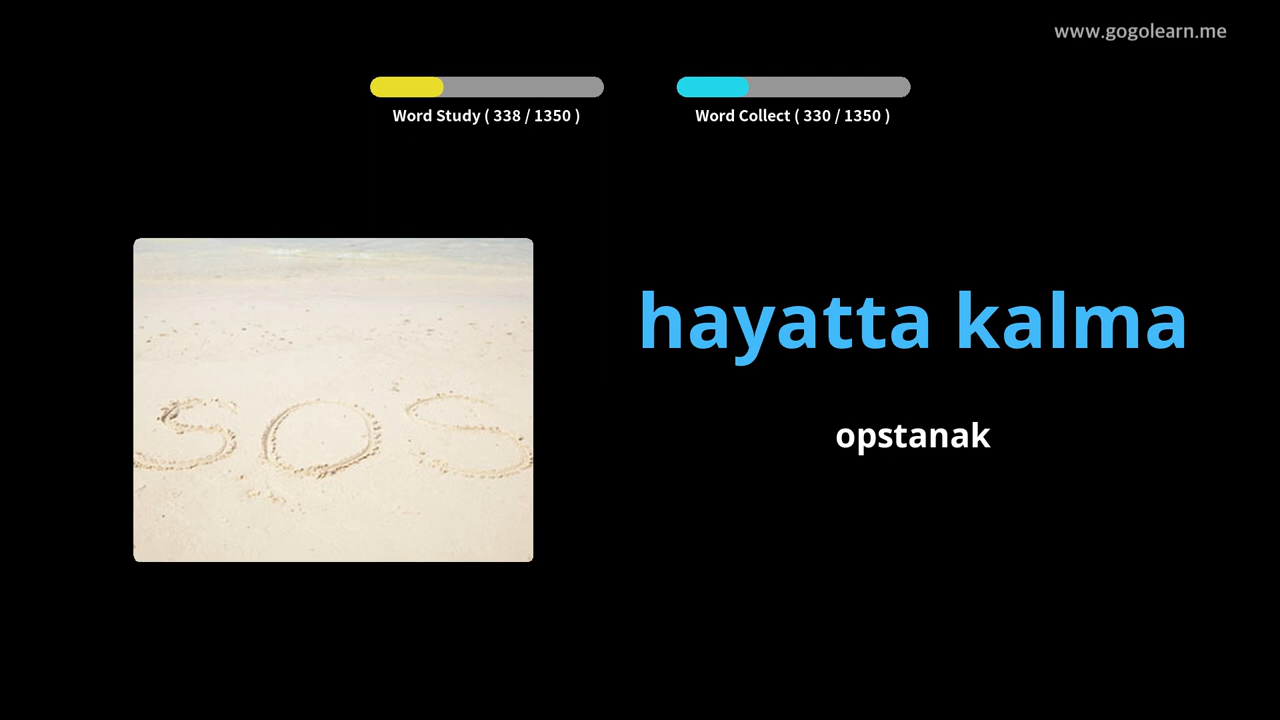 www.gogolearn.me
Word Study ( 338 / 1350 )
Word Collect ( 330 / 1350 )
SOS
hayatta kalma
opstanak